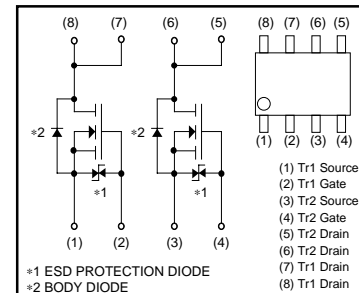 (8) (7) (6) (5) (8) (7) (6) (5)
∗2 ∗2
∗1 ∗1
(1) (2) (3) (4)
(1) (2) (3) (4)
(1) Tr1 Source
(2) Tr1 Gate
(3) Tr2 Source
(4) Tr2 Gate
(5) Tr2 Drain
(6) Tr2 Drain
(7) Tr1 Drain
(8) Tr1 Drain
∗1 ESD PROTECTION DIODE
∗2 BODY DIODE